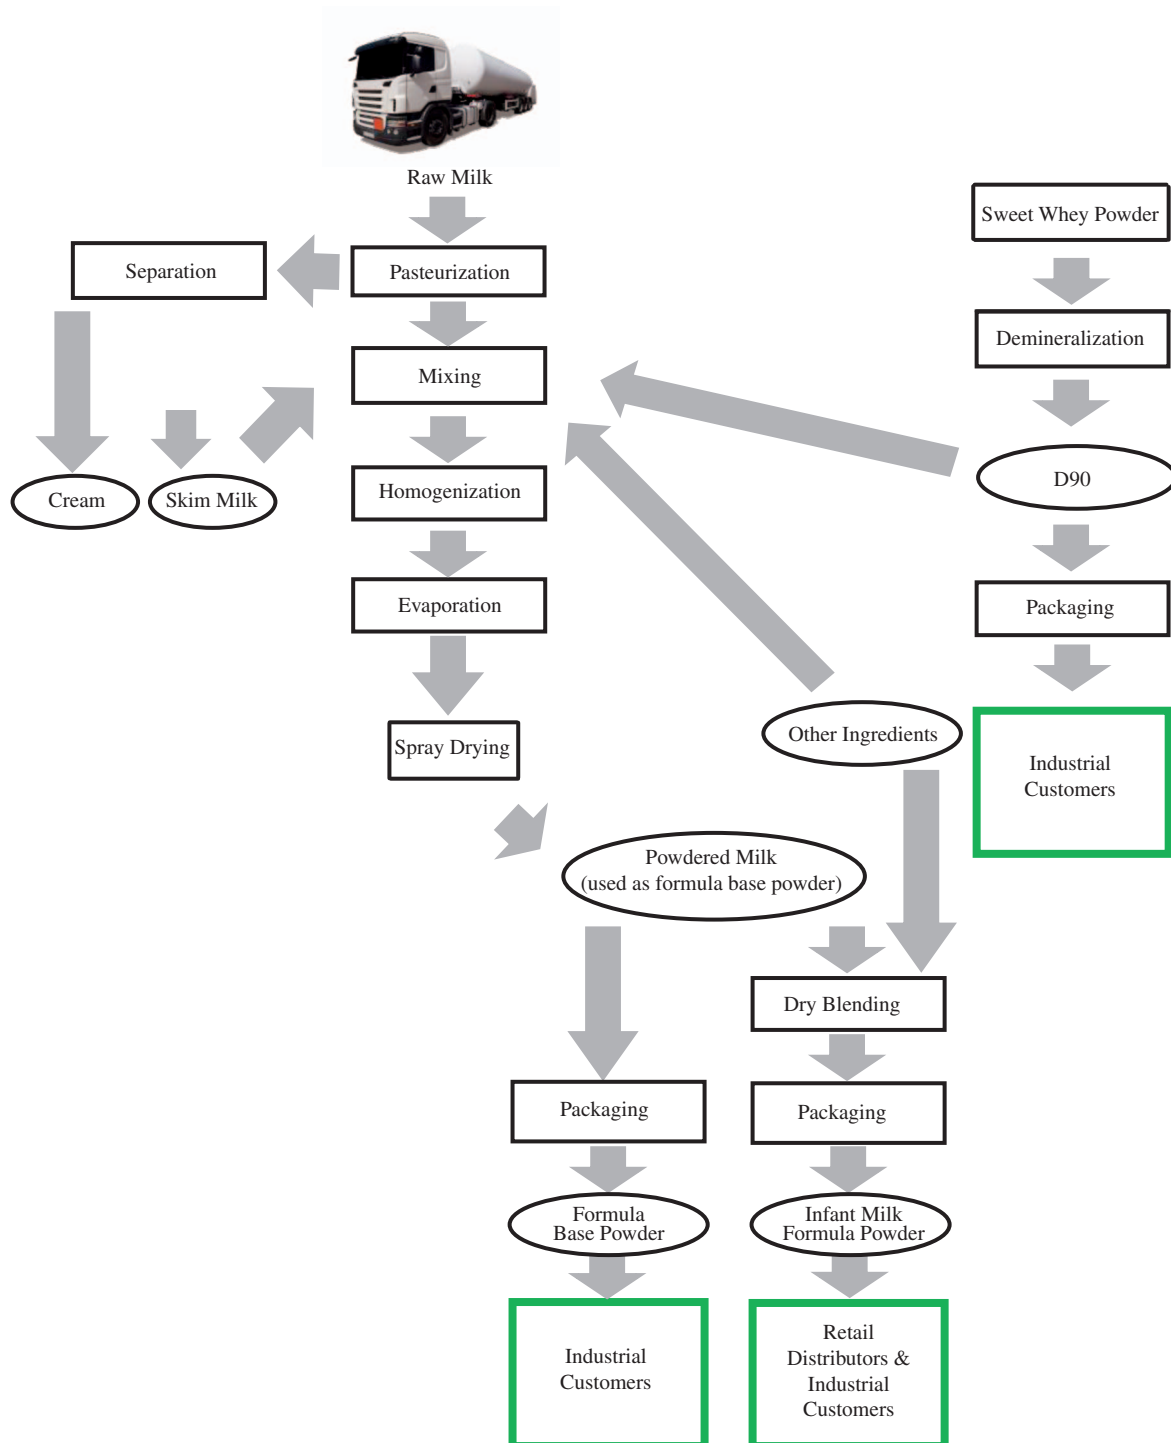 Raw Milk
Sweet Whey Powder
Separation
Pasteurization
Demineralization
Mixing
D90
Cream
Skim Milk
Homogenization
Evaporation
Packaging
Spray Drying
Other Ingredients
Industrial
Customers
Powdered Milk
(used as formula base powder)
Dry Blending
Packaging
Packaging
Formula
Base Powder
Infant Milk
Formula Powder
Industrial
Customers
Retail
Distributors &
Industrial
Customers